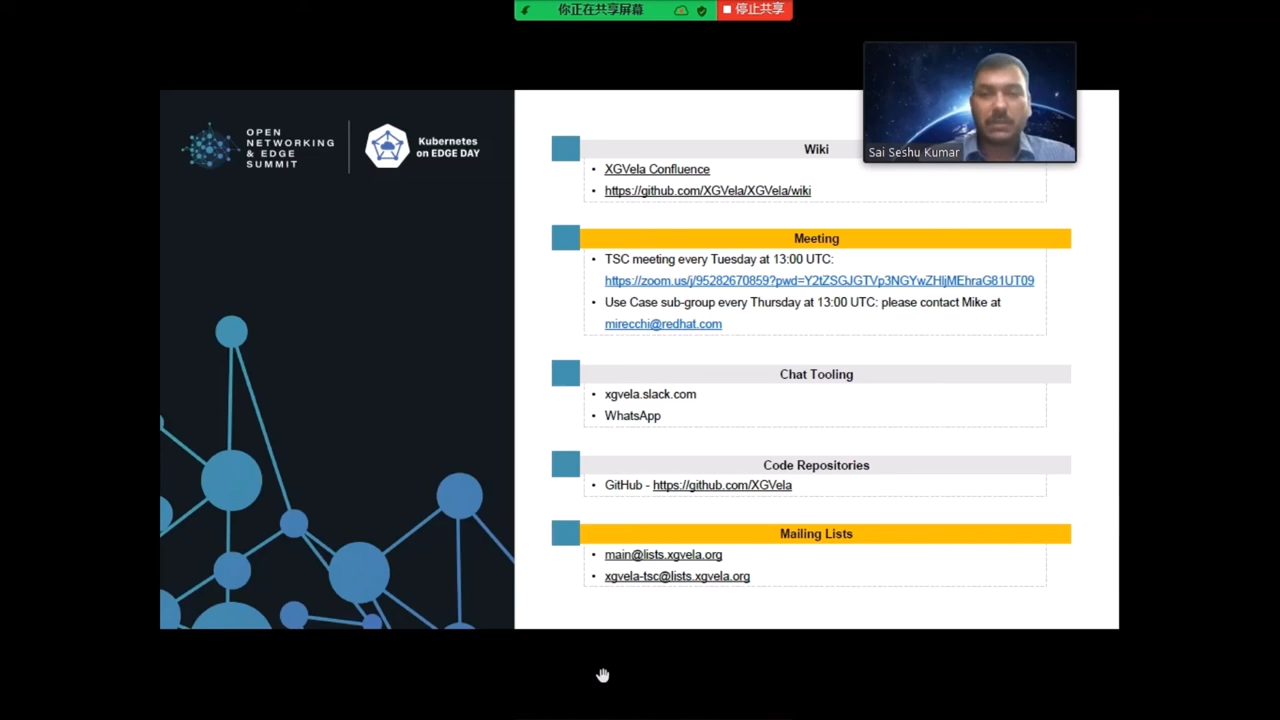 你正在共享屏幕
停止共享
OPEN
NETWORKING
& EDGE
SUMMIT
Kubernetes
on EDGE DAY
Sai Seshu Kumar
Wiki
• XGVela Confluence
• https://github.com/XGVela/XGVela/wiki
Meeting
• TSC meeting every Tuesday at 13:00 UTC:
https://zoom.us/j/95282670859?pwd=Y2tZSGJGTVp3NGYwZHljMEhraG81UT09
• Use Case sub-group every Thursday at 13:00 UTC: please contact Mike at
mirecchi@redhat.com
Chat Tooling
• xgvela.slack.com
• WhatsApp
Code Repositories
• GitHub - https://github.com/XGVela
Mailing Lists
• main@lists.xgvela.org
• xgvela-tsc@lists.xgvela.org